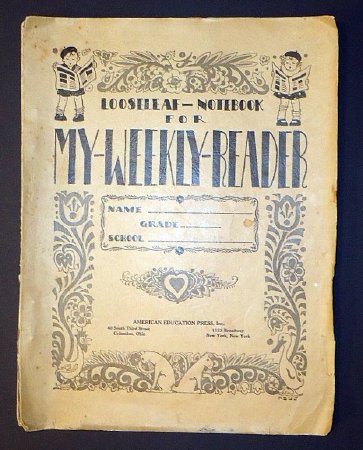 LOOSELEAF — NOTEBOOK
FOR
MY-WEEKLY-READER
NAME
GRADE
SCHOOL
AMERICAN EDUCATION PRESS, Inc.
40 South Third Street 1123 Broadway
Columbus, Ohio New York, New York